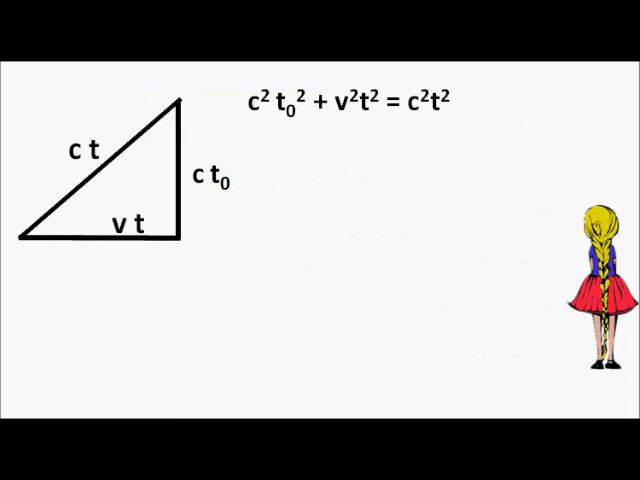 c² t₀² + v²t² = c²t²
c t
c t₀
v t